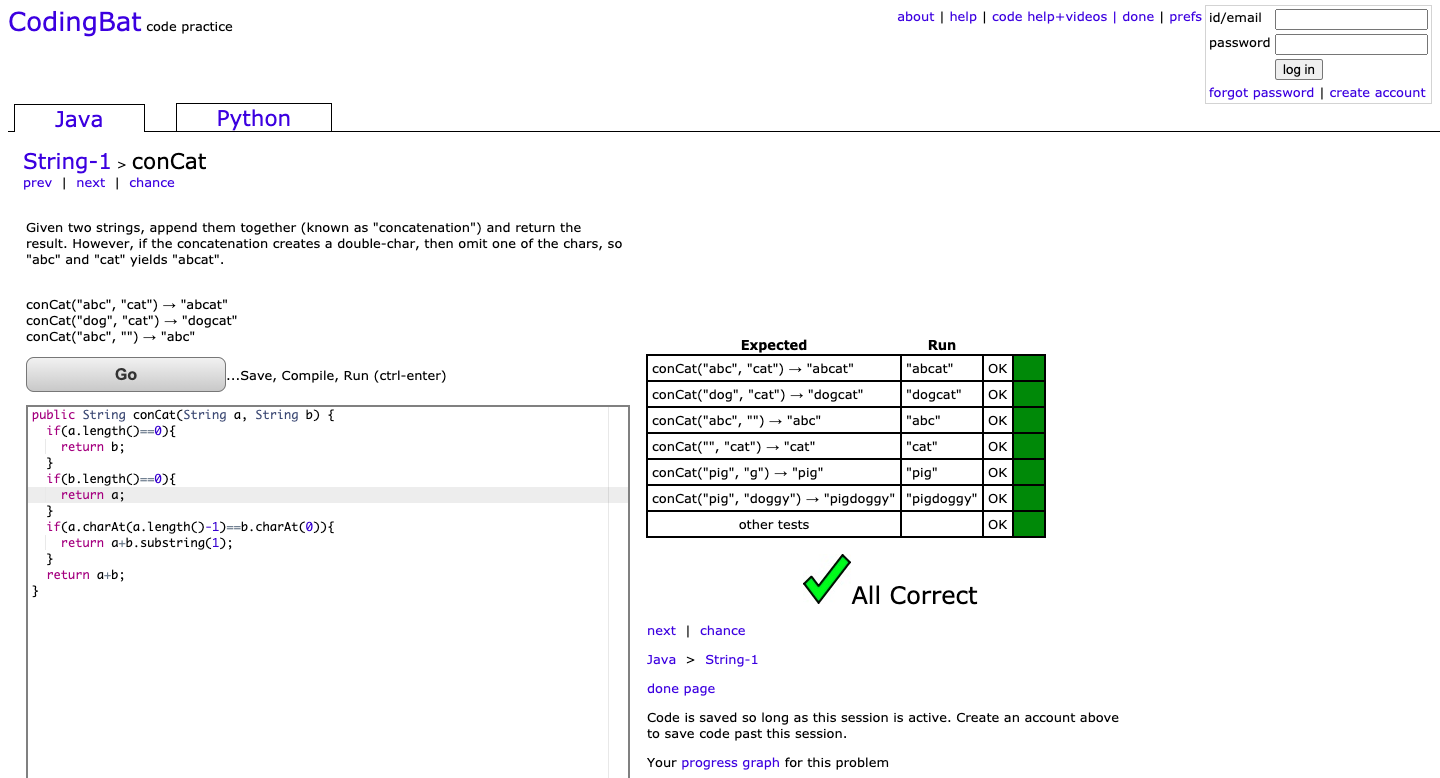 CodingBat code practice
about | help | code help+videos | done | prefs
id/email
password
log in
forgot password | create account
Java
Python
String-1 > conCat
prev | next | chance
Given two strings, append them together (known as "concatenation") and return the
result. However, if the concatenation creates a double-char, then omit one of the chars, so
"abc" and "cat" yields "abcat".
conCat("abc", "cat") → "abcat"
conCat("dog", "cat") → "dogcat"
conCat("abc", "") → "abc"
Go ...Save, Compile, Run (ctrl-enter)
public String conCat(String a, String b) {
  if(a.length()==0){
    return b;
  }
  if(b.length()==0){
    return a;
  }
  if(a.charAt(a.length()-1)==b.charAt(0)){
    return a+b.substring(1);
  }
  return a+b;
}
Expected Run
conCat("abc", "cat") → "abcat" "abcat" OK
conCat("dog", "cat") → "dogcat" "dogcat" OK
conCat("abc", "") → "abc" "abc" OK
conCat("", "cat") → "cat" "cat" OK
conCat("pig", "g") → "pig" "pig" OK
conCat("pig", "doggy") → "pigdoggy" "pigdoggy" OK
other tests OK
All Correct
next | chance
Java > String-1
done page
Code is saved so long as this session is active. Create an account above
to save code past this session.
Your progress graph for this problem